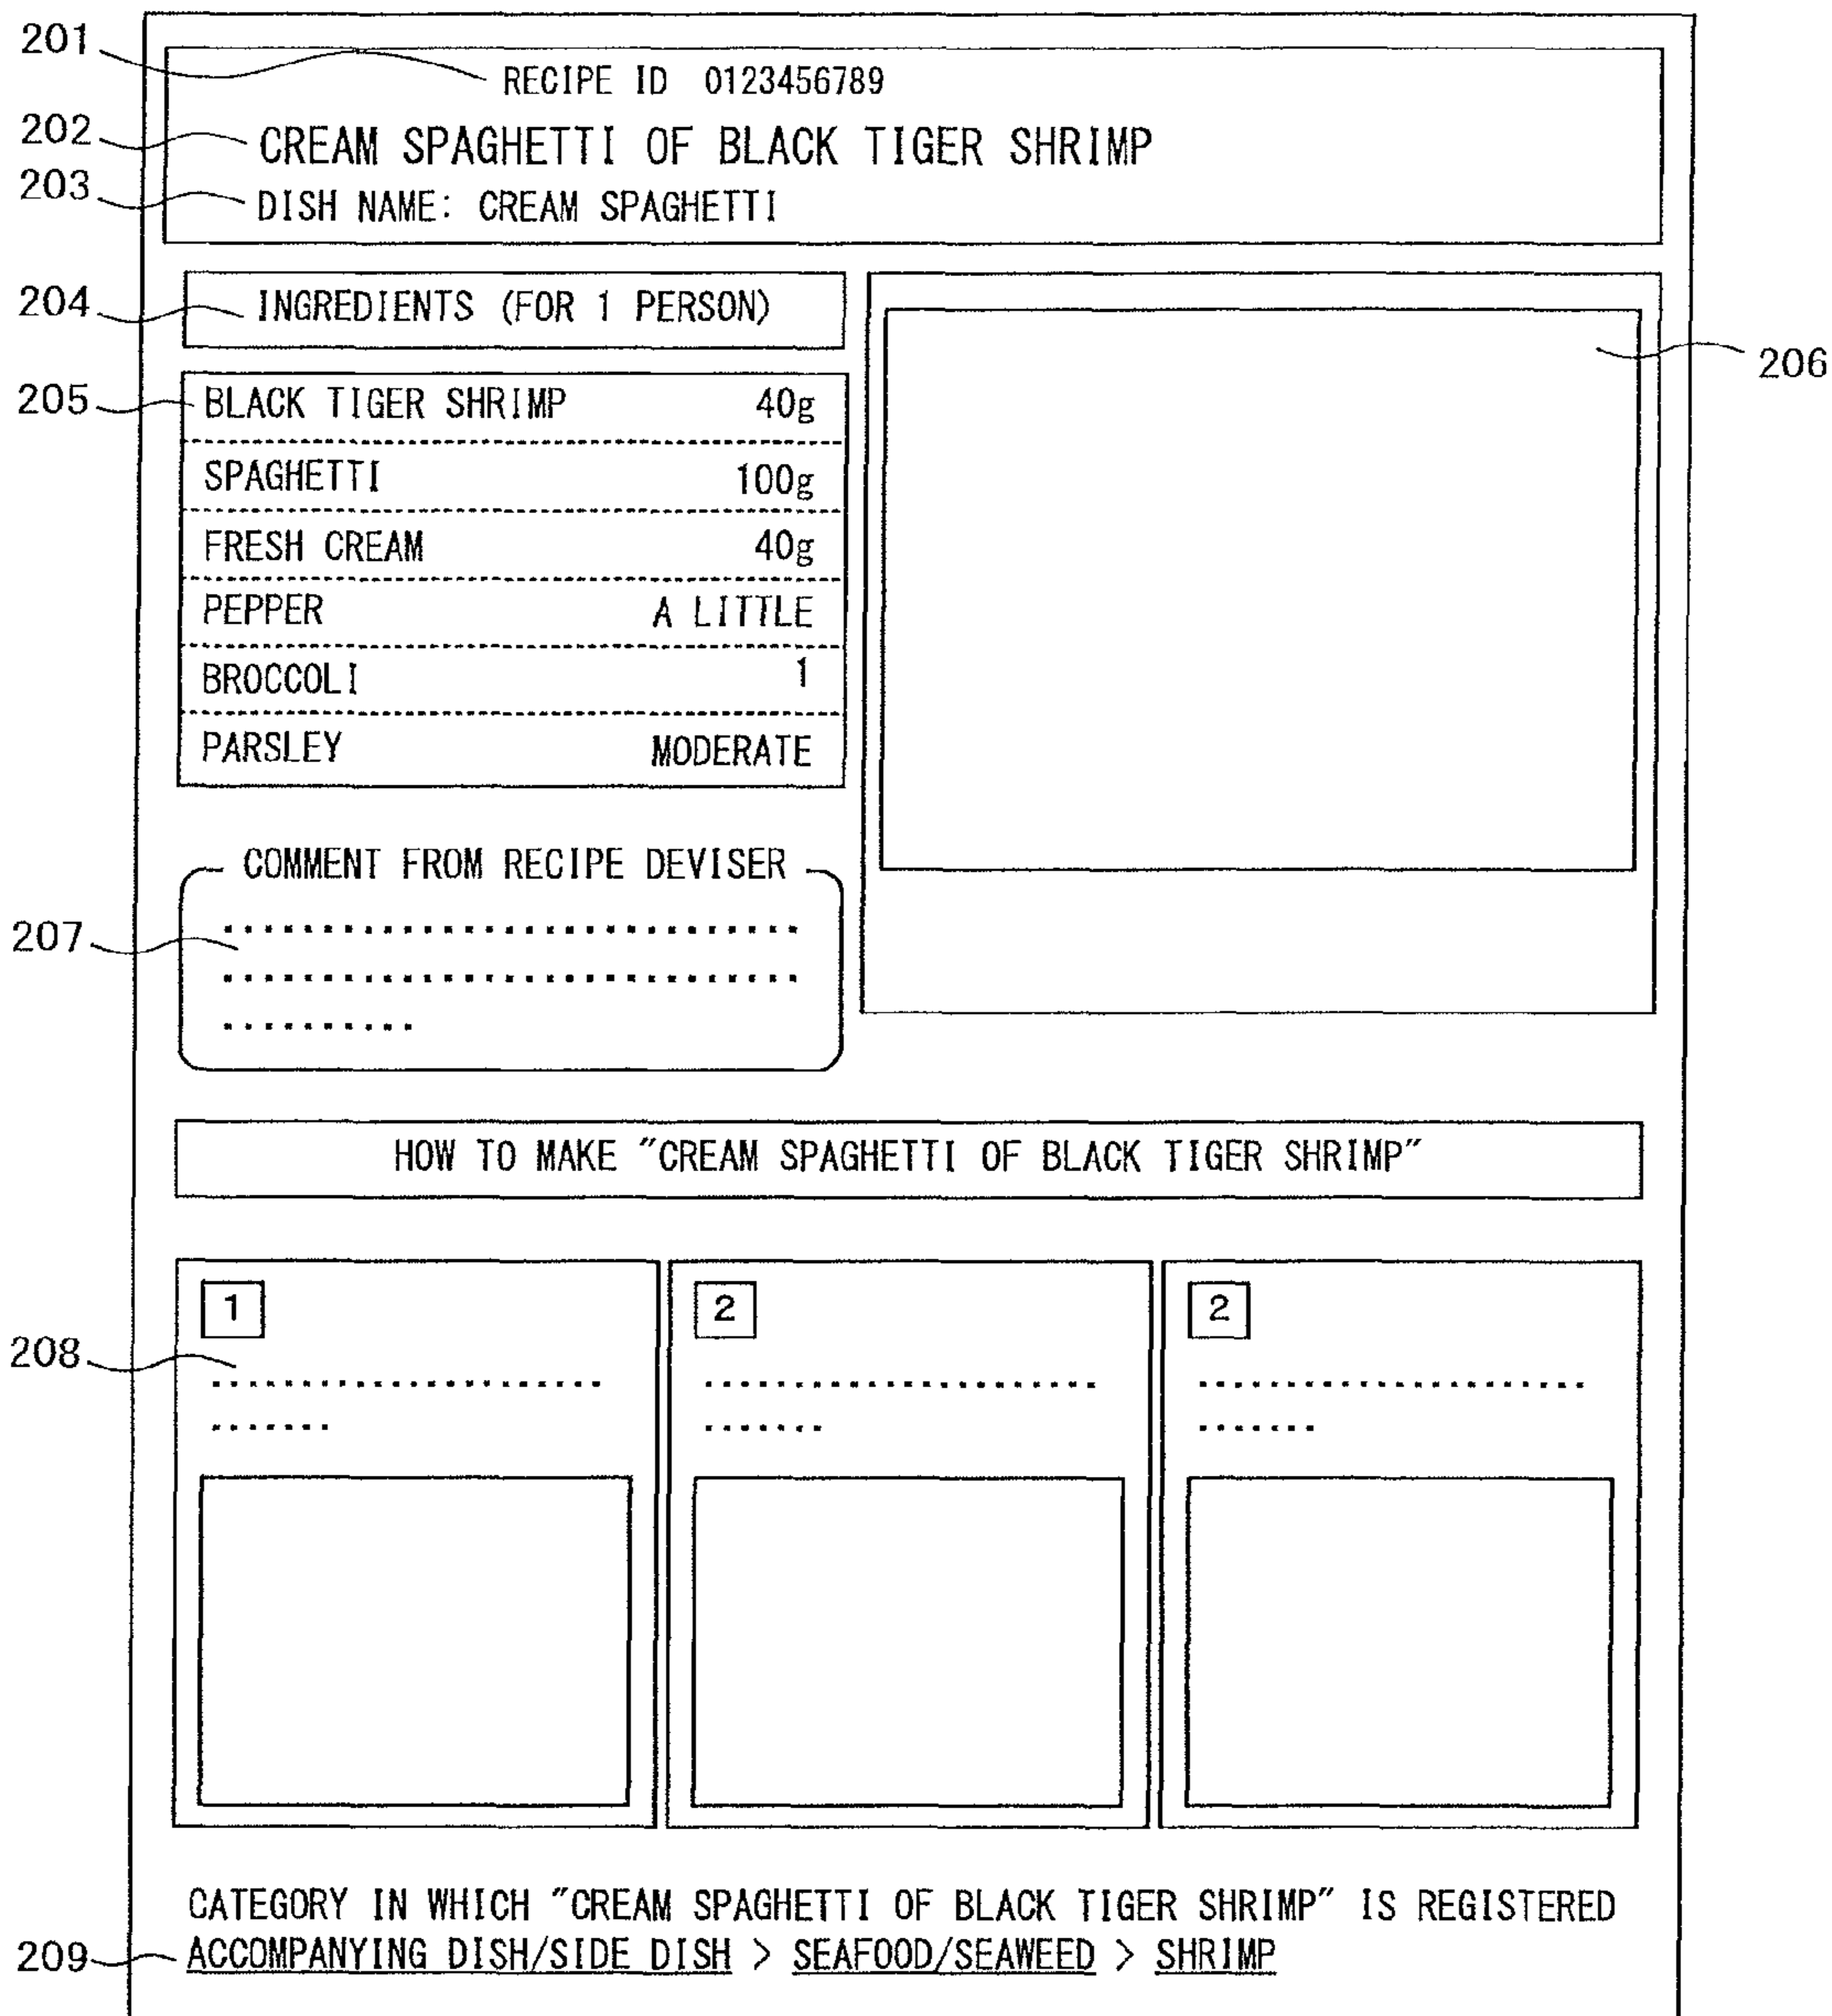 201
RECIPE ID 0123456789
202
CREAM SPAGHETTI OF BLACK TIGER SHRIMP
203
DISH NAME: CREAM SPAGHETTI
204
INGREDIENTS (FOR 1 PERSON)
206
205
BLACK TIGER SHRIMP 40g
SPAGHETTI 100g
FRESH CREAM 40g
PEPPER A LITTLE
BROCCOLI 1
PARSLEY MODERATE
COMMENT FROM RECIPE DEVISER
207
HOW TO MAKE "CREAM SPAGHETTI OF BLACK TIGER SHRIMP"
1 2 2
208
CATEGORY IN WHICH "CREAM SPAGHETTI OF BLACK TIGER SHRIMP" IS REGISTERED
209
ACCOMPANYING DISH/SIDE DISH > SEAFOOD/SEAWEED > SHRIMP